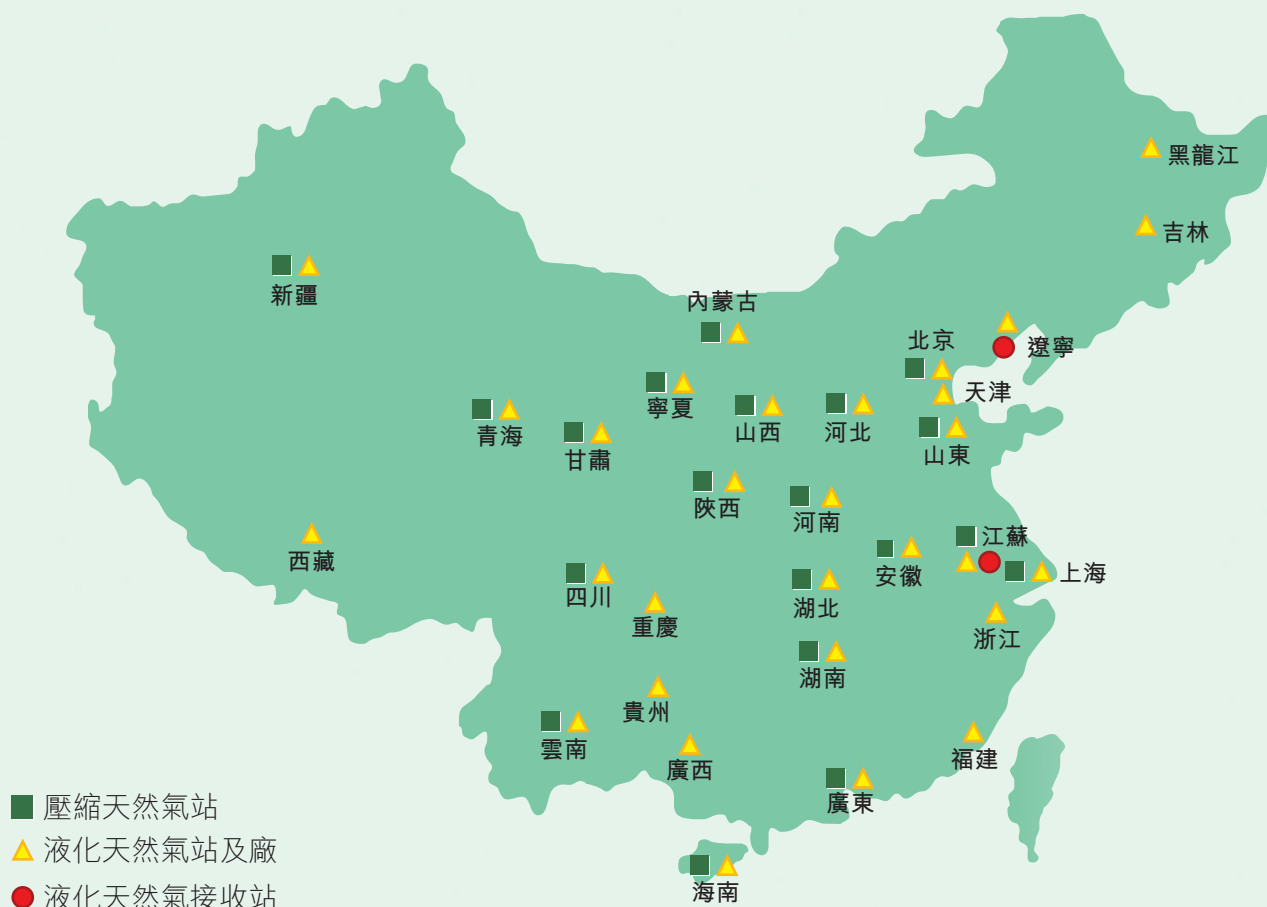 黑龍江
吉林
新疆
內蒙古
遼寧
北京
天津
寧夏
青海
山西
河北
甘肅
山東
陝西
河南
江蘇
西藏
安徽
上海
四川
湖北
重慶
浙江
湖南
貴州
雲南
廣西
福建
廣東
海南
壓縮天然氣站
液化天然氣站及廠
液化天然氣接收站